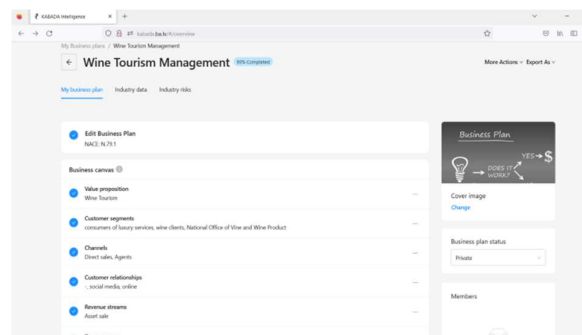 KABADA Intelligence
kabada.ba.lv/#/overview
My Business plans / Wine Tourism Management
Wine Tourism Management
More Actions
Export As
My business plan
Industry data
Industry risks
Edit Business Plan
NACE: N.79.1
Business canvas
Value proposition
Wine Tourism
Customer segments
consumers of luxury services, wine clients, National Office of Vine and Wine Product
Channels
Direct sales, Agents
Customer relationships
-, social media, online
Revenue streams
Asset sale
Business Plan
DOES IT WORK?
YES → $
Cover image
Change
Business plan status
Private
Members